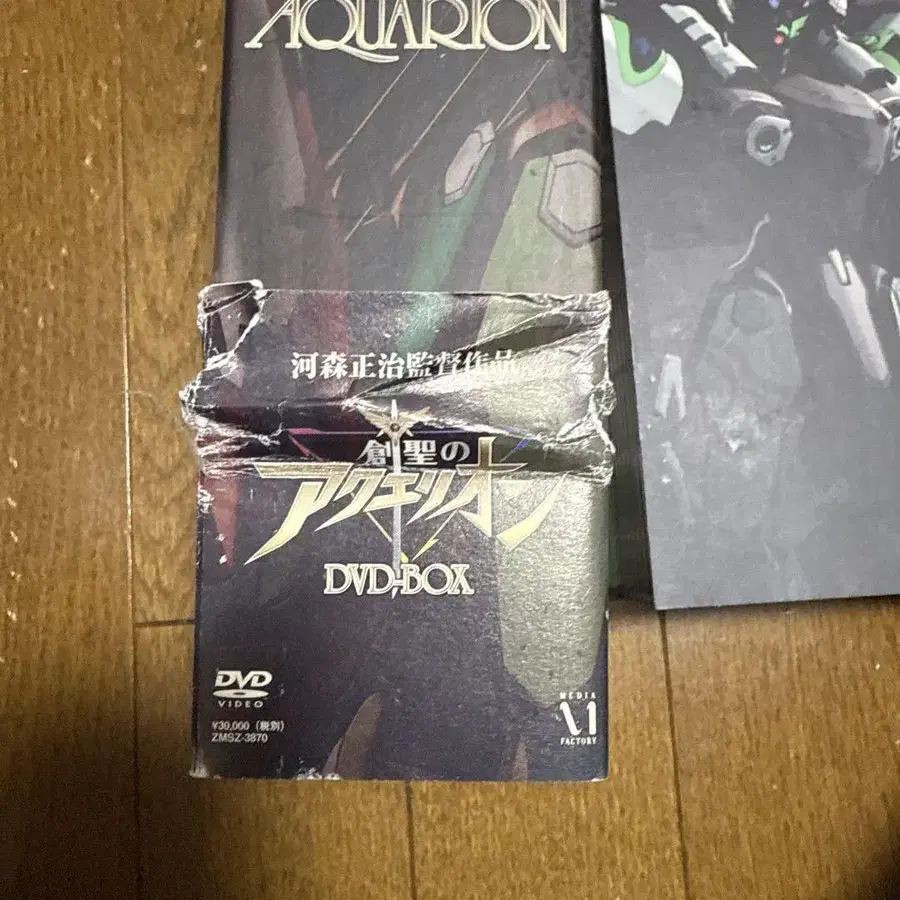 AQUARION
河森正治監督作品
創聖の
アクエリオン
DVD-BOX
DVD
VIDEO
¥30,000（税別）
ZMSZ-3870
MEDIA
FACTORY